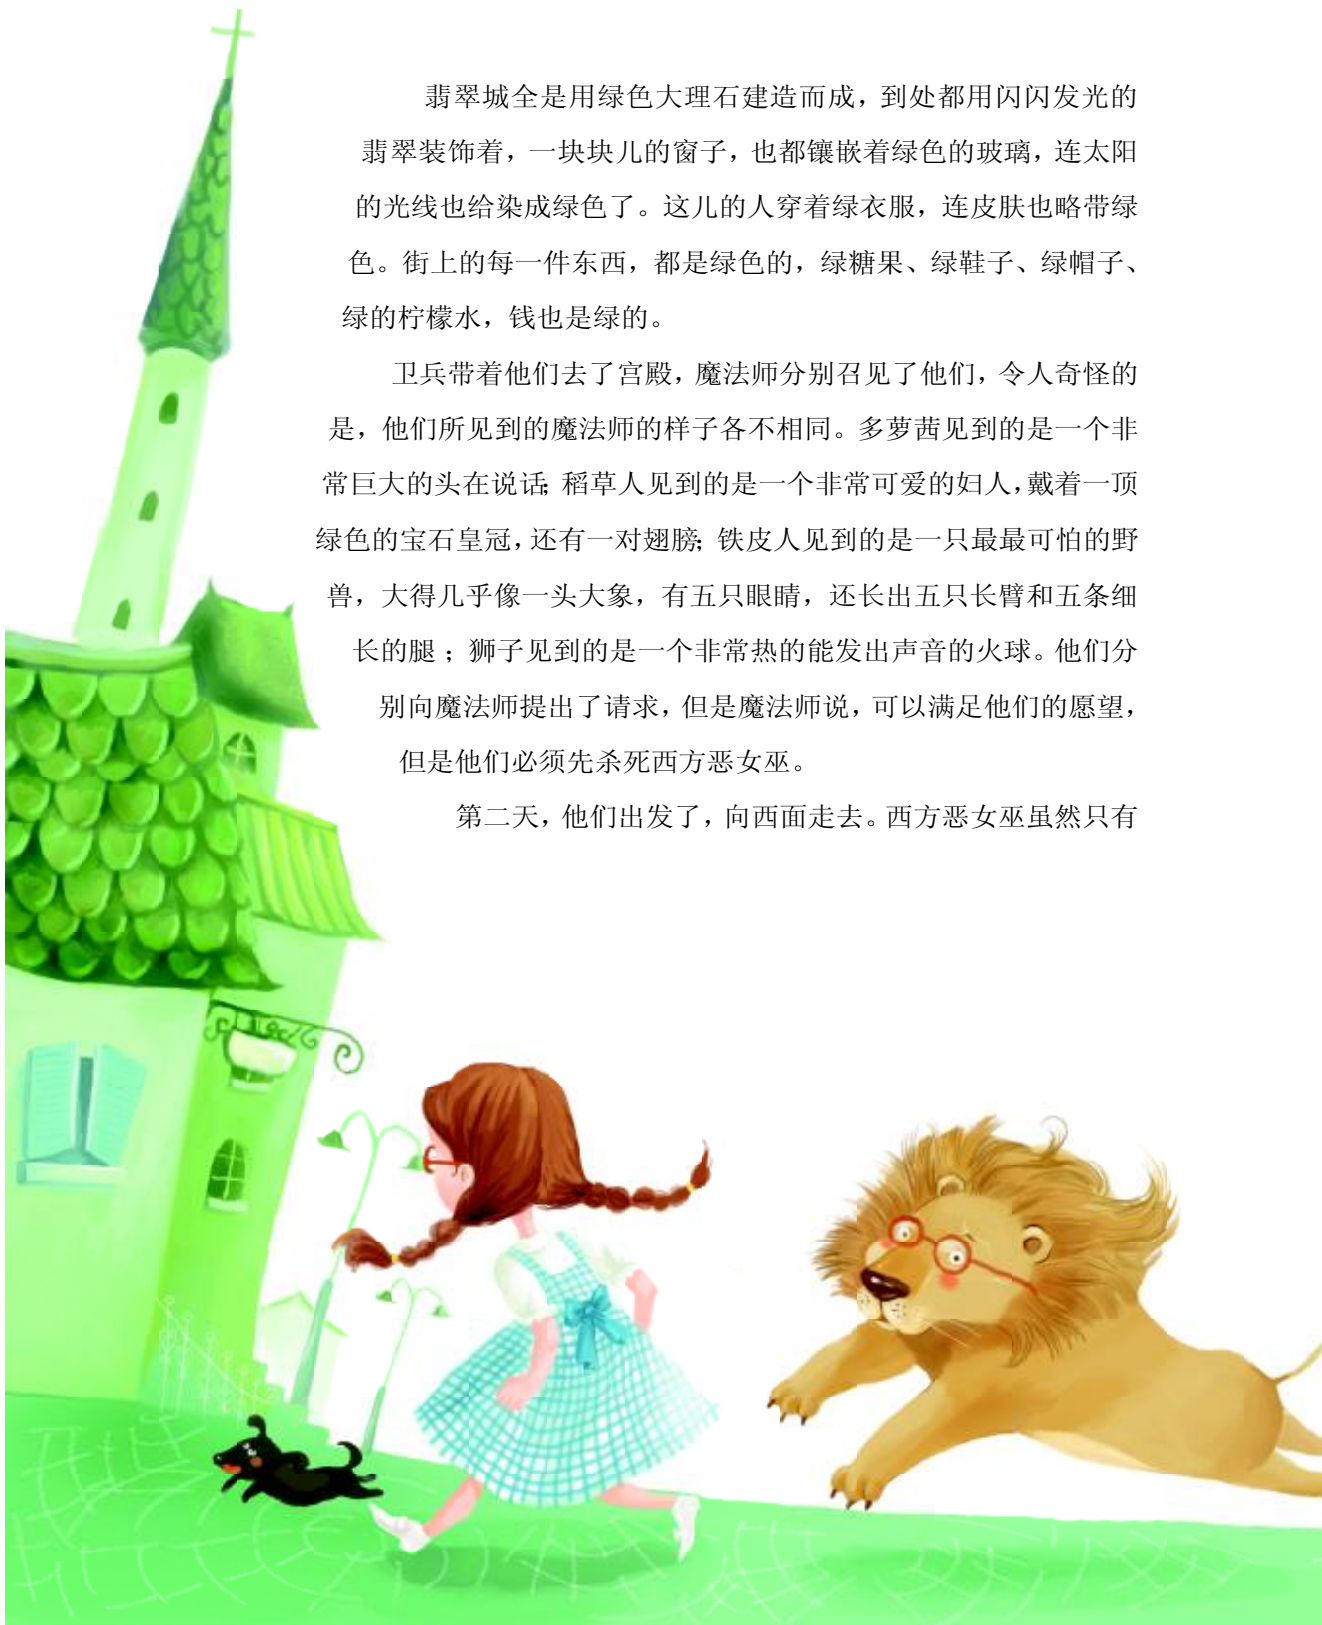 翡翠城全是用绿色大理石建造而成，到处都用闪闪发光的
翡翠装饰着，一块块儿的窗子，也都镶嵌着绿色的玻璃，连太阳
的光线也给染成绿色了。这儿的人穿着绿衣服，连皮肤也略带绿
色。街上的每一件东西，都是绿色的，绿糖果、绿鞋子、绿帽子、
绿的柠檬水，钱也是绿的。
卫兵带着他们去了宫殿，魔法师分别召见了他们，令人奇怪的
是，他们所见到的魔法师的样子各不相同。多萝茜见到的是一个非
常巨大的头在说话；稻草人见到的是一个非常可爱的妇人，戴着一顶
绿色的宝石皇冠，还有一对翅膀；铁皮人见到的是一只最最可怕的野
兽，大得几乎像一头大象，有五只眼睛，还长出五只长臂和五条细
长的腿；狮子见到的是一个非常热的能发出声音的火球。他们分
别向魔法师提出了请求，但是魔法师说，可以满足他们的愿望，
但是他们必须先杀死西方恶女巫。
第二天，他们出发了，向西面走去。西方恶女巫虽然只有